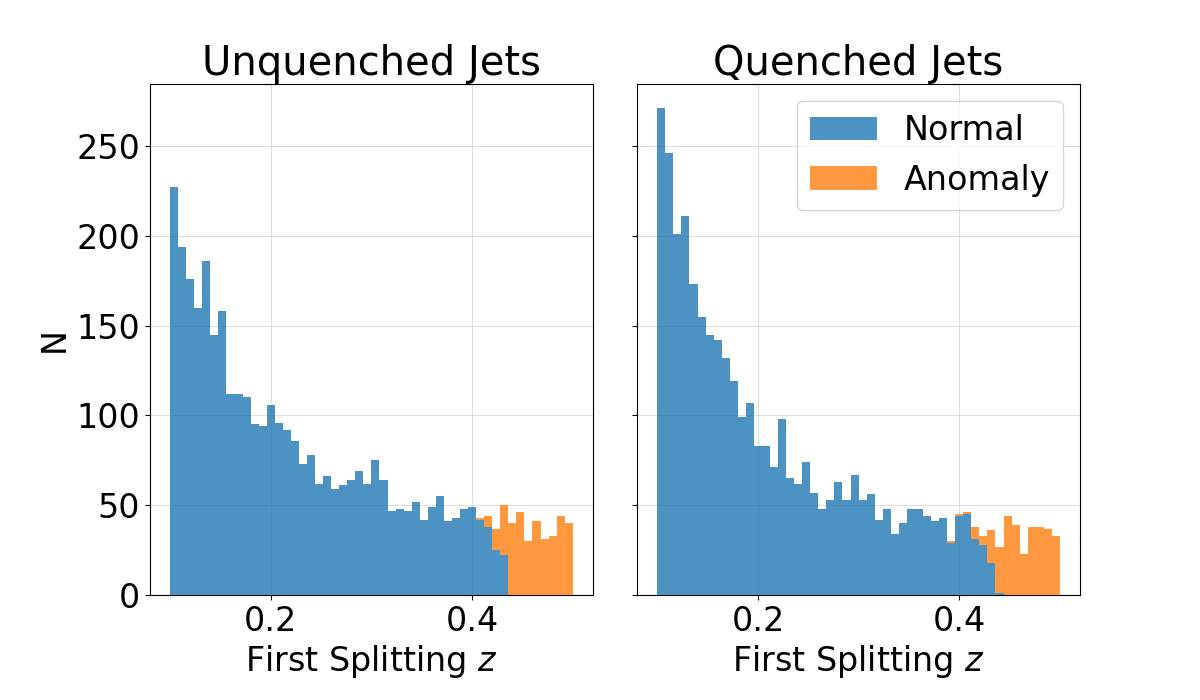 Unquenched Jets
Quenched Jets
N
250
200
150
100
50
0
0.2
0.4
First Splitting z
Normal
Anomaly
0.2
0.4
First Splitting z